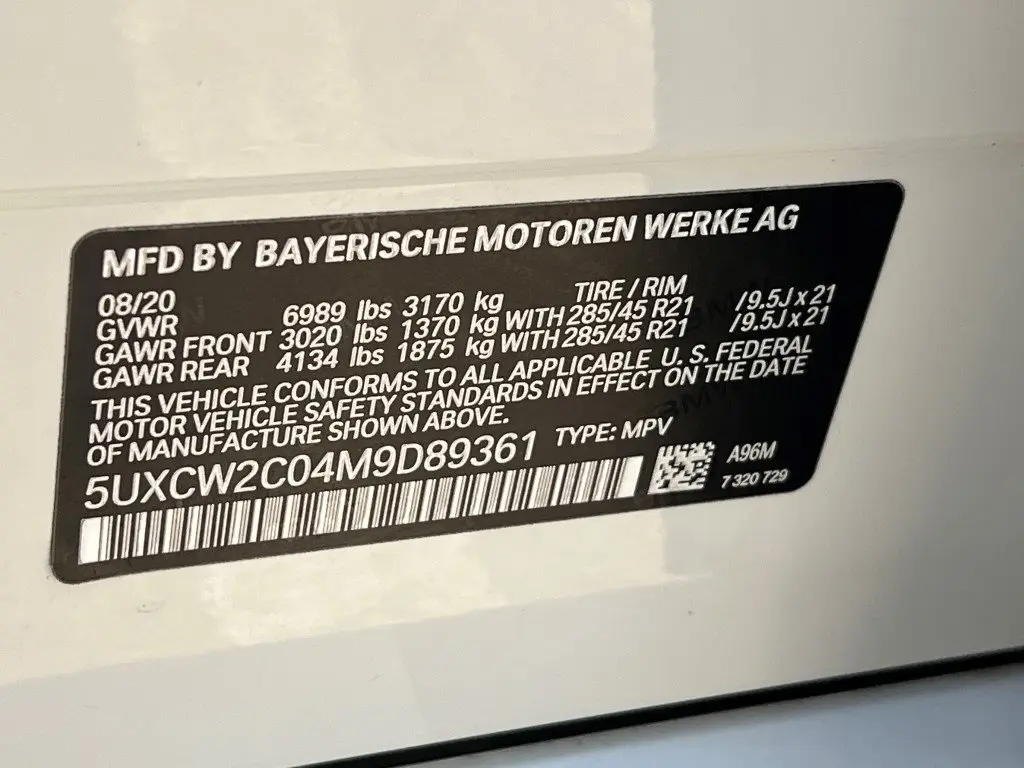 MFD BY BAYERISCHE MOTOREN WERKE AG
08/20 TIRE / RIM
GVWR 6989 lbs 3170 kg
GAWR FRONT 3020 lbs 1370 kg WITH 285/45 R21 /9.5J x 21
GAWR REAR 4134 lbs 1875 kg WITH 285/45 R21 /9.5J x 21
THIS VEHICLE CONFORMS TO ALL APPLICABLE U. S. FEDERAL
MOTOR VEHICLE SAFETY STANDARDS IN EFFECT ON THE DATE
OF MANUFACTURE SHOWN ABOVE.
5UXCW2C04M9D89361 TYPE: MPV
A96M
7 320 729